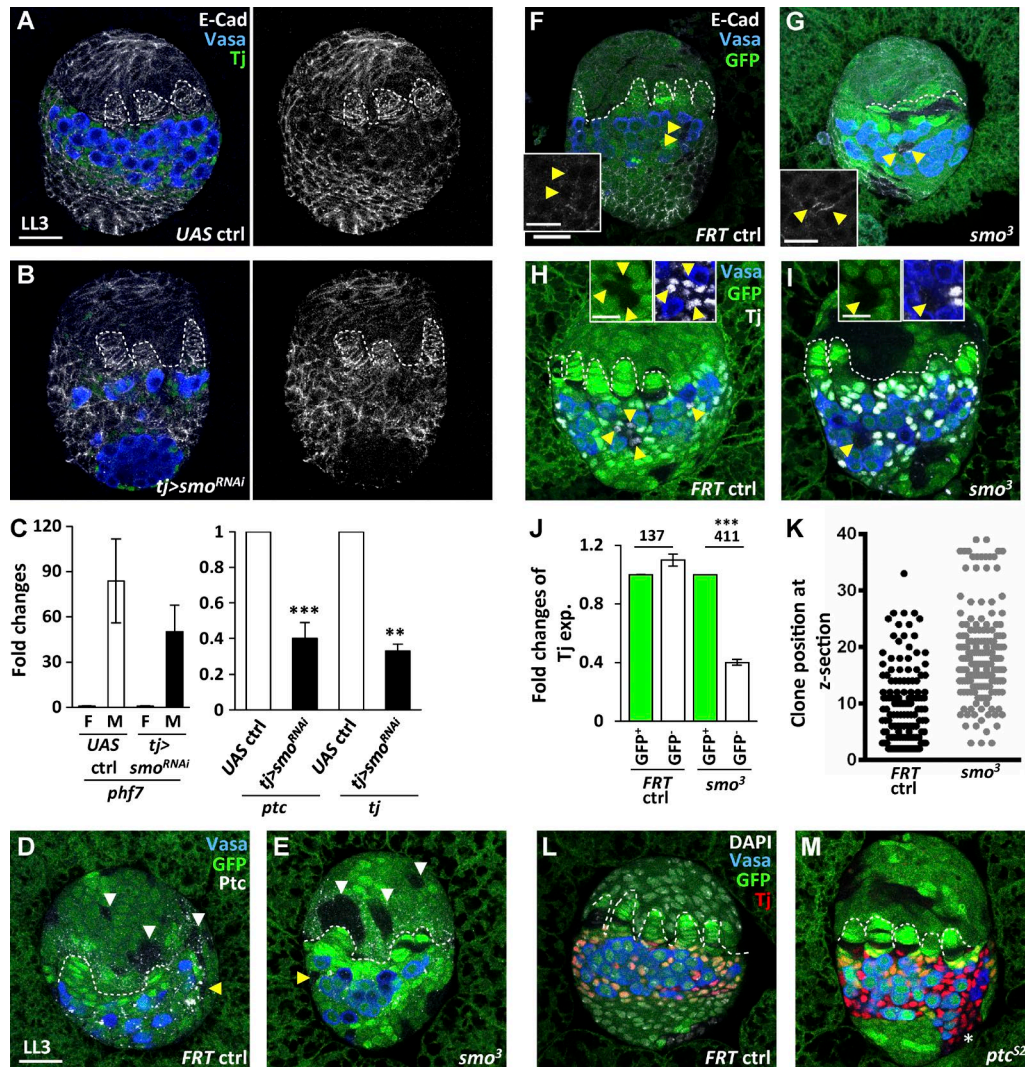 A
E-Cad
Vasa
Tj
LL3
UAS ctrl
B
tj>smoRNAi
C
Fold changes
120
90
60
30
0
F M F M
UAS ctrl
tj> smoRNAi
phf7
1
0.8
0.6
0.4
0.2
0
***
**
UAS ctrl
tj>smoRNAi
UAS ctrl
tj>smoRNAi
ptc
tj
D
Vasa
GFP
Ptc
LL3
FRT ctrl
E
smo3
F
E-Cad
Vasa
GFP
FRT ctrl
G
smo3
H
Vasa
GFP
Tj
FRT ctrl
I
smo3
J
Fold changes of
Tj exp.
1.2
0.8
0.4
0
137
***
411
GFP+
GFP-
GFP+
GFP-
FRT ctrl
smo3
K
Clone position at
z-section
40
30
20
10
0
FRT ctrl
smo3
L
DAPI
Vasa
GFP
Tj
FRT ctrl
M
*
ptcS2